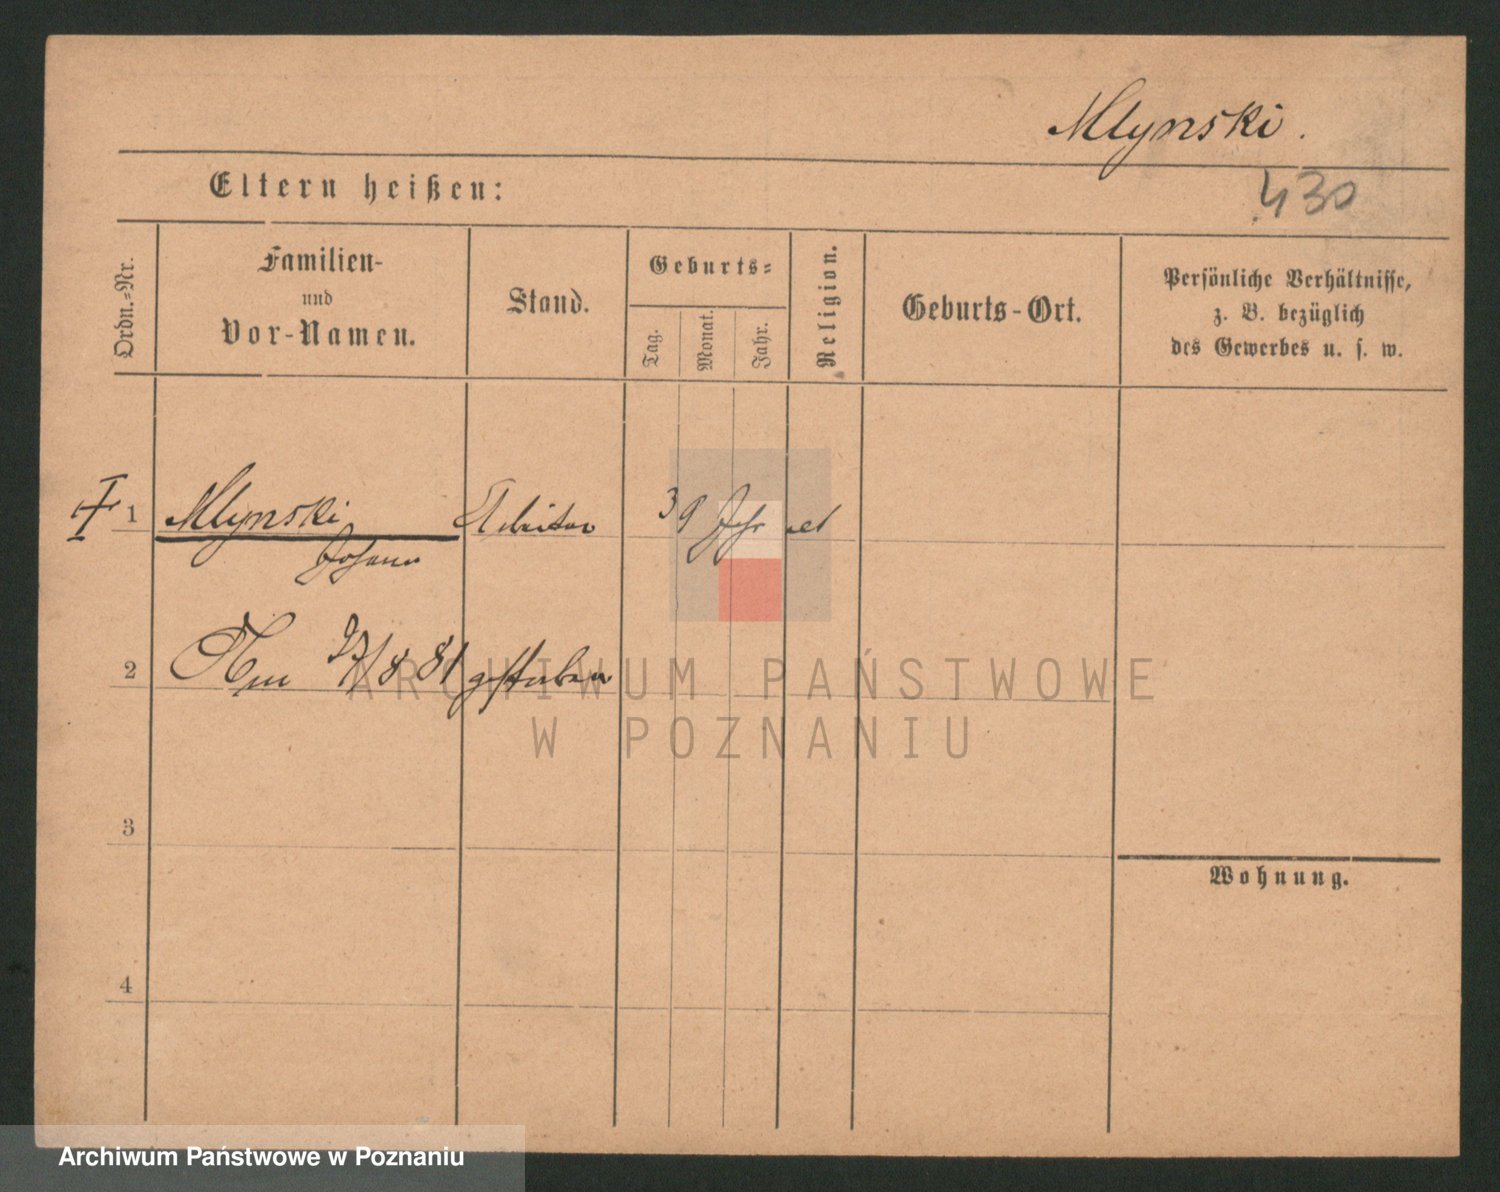 Mlynski.
430
Eltern heißen:
Ordn.-Nr.
Familien-
und
Vor-Namen.
Stand.
Geburts-
Tag.
Monat.
Jahr.
Religion.
Geburts-Ort.
Persönliche Verhältnisse,
z. B. bezüglich
des Gewerbes u. s. w.
1 Mlynski Arbeiter 39 Jahr alt
Johann
2 Am 27/8 81 gestorben
ARCHIWUM PAŃSTWOWE
W POZNANIU
3
Wohnung.
4
Archiwum Państwowe w Poznaniu